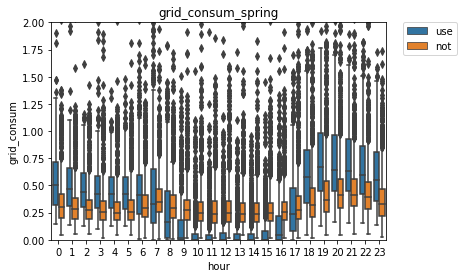 grid_consum_spring
2.00
1.75
1.50
1.25
1.00
0.75
0.50
0.25
0.00
grid_consum
0 1 2 3 4 5 6 7 8 9 10 11 12 13 14 15 16 17 18 19 20 21 22 23
hour
use
not